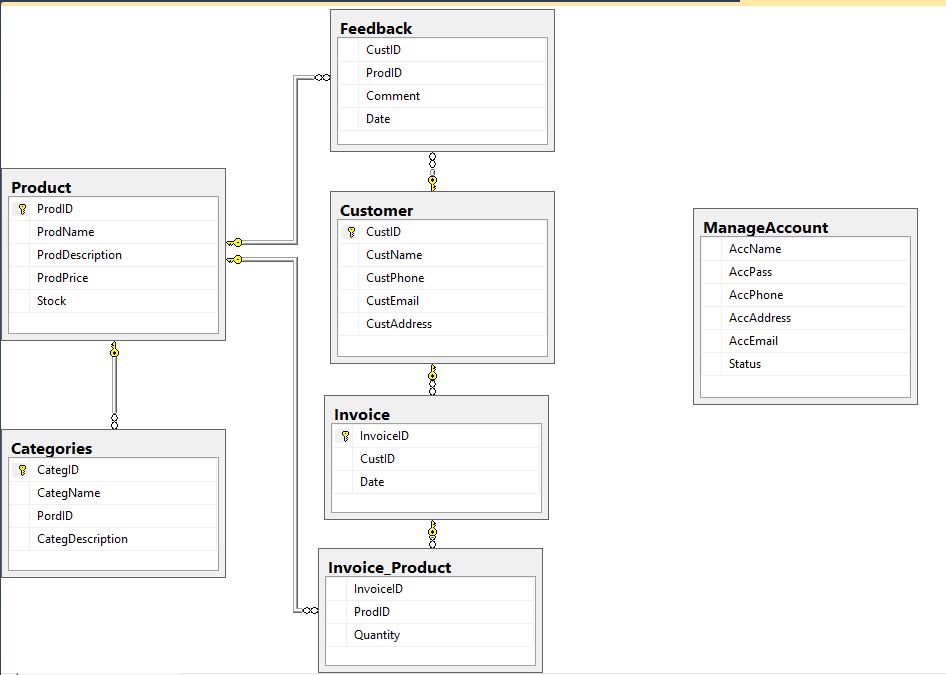 Feedback
CustID
ProdID
Comment
Date
Product
ProdID
ProdName
ProdDescription
ProdPrice
Stock
Customer
CustID
CustName
CustPhone
CustEmail
CustAddress
ManageAccount
AccName
AccPass
AccPhone
AccAddress
AccEmail
Status
Categories
CategID
CategName
PordID
CategDescription
Invoice
InvoiceID
CustID
Date
Invoice_Product
InvoiceID
ProdID
Quantity